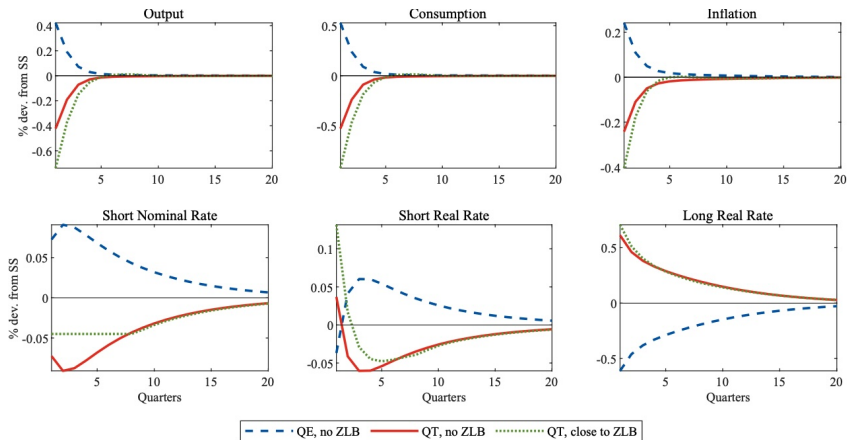 Output
Consumption
Inflation
% dev. from SS
0.4
0.2
0
-0.2
-0.4
-0.6
5 10 15 20
0.5
0
-0.5
5 10 15 20
0.2
0
-0.2
-0.4
5 10 15 20
Short Nominal Rate
Short Real Rate
Long Real Rate
% dev. from SS
0.05
0
-0.05
5 10 15 20
Quarters
0.1
0.05
0
-0.05
5 10 15 20
Quarters
0.5
0
-0.5
5 10 15 20
Quarters
QE, no ZLB QT, no ZLB QT, close to ZLB